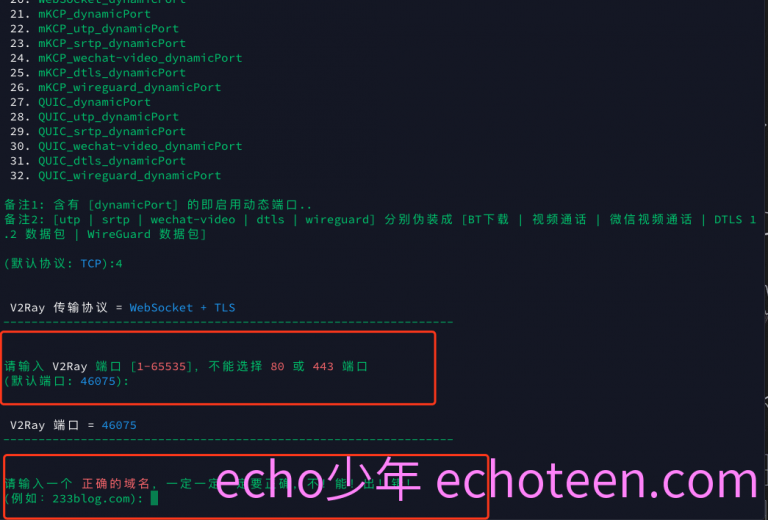 20. WebSocket_dynamicPort
21. mKCP_dynamicPort
22. mKCP_utp_dynamicPort
23. mKCP_srtp_dynamicPort
24. mKCP_wechat-video_dynamicPort
25. mKCP_dtls_dynamicPort
26. mKCP_wireguard_dynamicPort
27. QUIC_dynamicPort
28. QUIC_utp_dynamicPort
29. QUIC_srtp_dynamicPort
30. QUIC_wechat-video_dynamicPort
31. QUIC_dtls_dynamicPort
32. QUIC_wireguard_dynamicPort
备注1: 含有 [dynamicPort] 的即启用动态端口..
备注2: [utp | srtp | wechat-video | dtls | wireguard] 分别伪装成 [BT下载 | 视频通话 | 微信视频通话 | DTLS 1
.2 数据包 | WireGuard 数据包]
(默认协议: TCP):4
V2Ray 传输协议 = WebSocket + TLS
----------------------------------------------------------------
请输入 V2Ray 端口 [1-65535], 不能选择 80 或 443 端口
(默认端口: 46075):
V2Ray 端口 = 46075
----------------------------------------------------------------
请输入一个 正确的域名, 一定一定一定要正确, 不! 能! 出! 错!
(例如: 233blog.com):
echo少年 echoteen.com